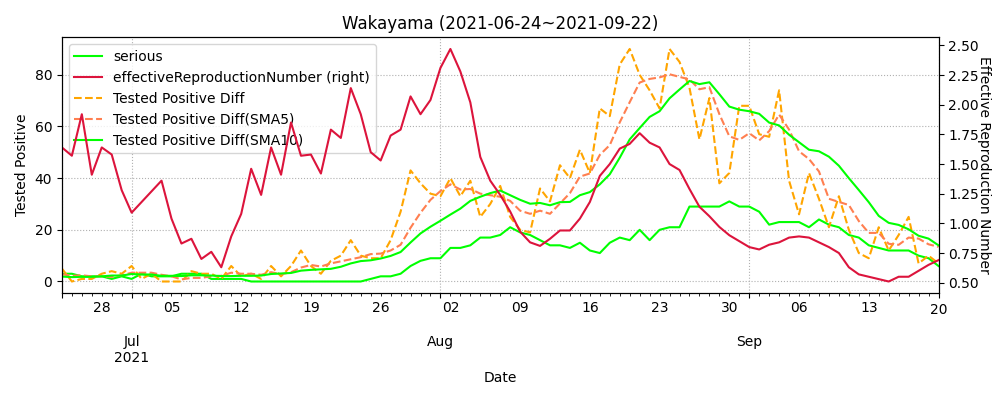 Wakayama (2021-06-24~2021-09-22)
serious
effectiveReproductionNumber (right)
Tested Positive Diff
Tested Positive Diff(SMA5)
Tested Positive Diff(SMA10)
Tested Positive
80
60
40
20
0
2.50
2.25
2.00
1.75
1.50
1.25
1.00
0.75
0.50
Effective Reproduction Number
28 05 12 19 26 02 09 16 23 30 06 13 20
Jul Aug Sep
2021
Date